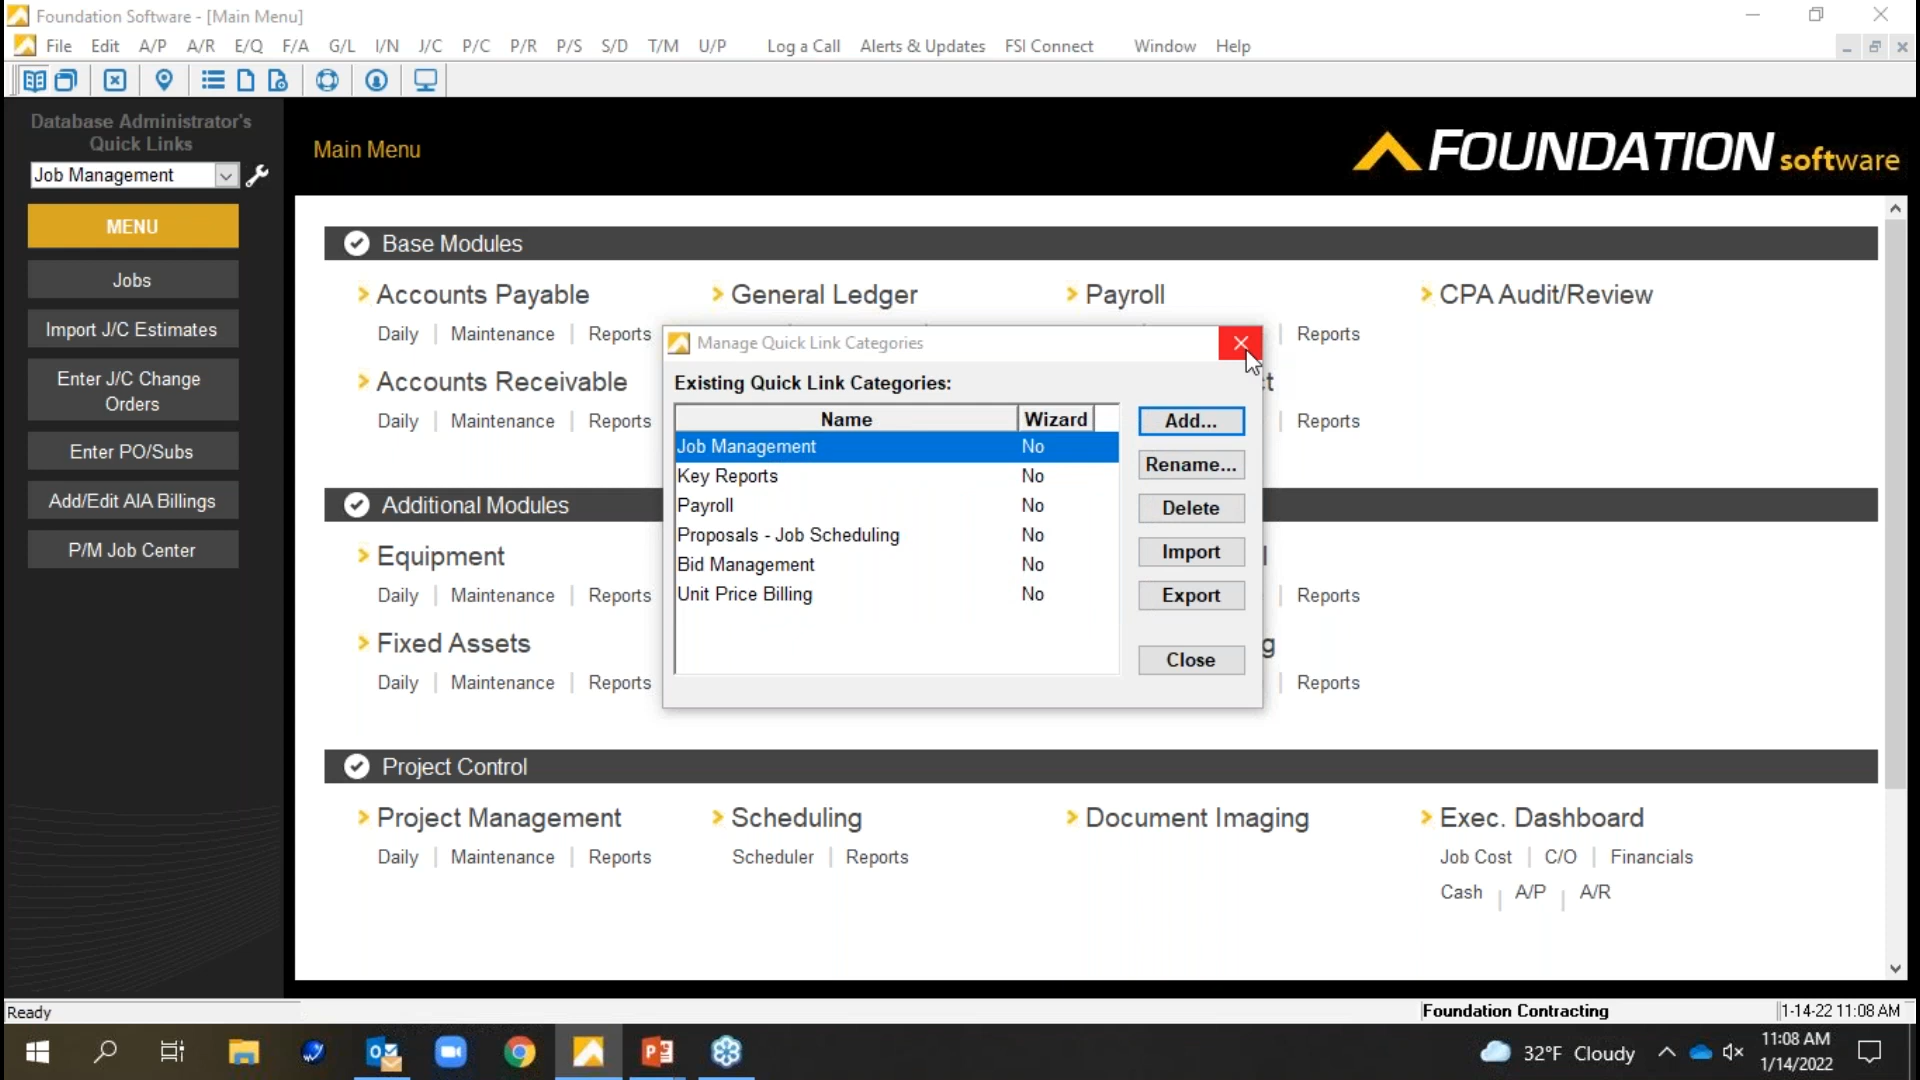 Foundation Software - [Main Menu]
File Edit A/P A/R E/Q F/A G/L I/N J/C P/C P/R P/S S/D T/M U/P Log a Call Alerts & Updates FSI Connect Window Help
Database Administrator's
Quick Links
Job Management
MENU
Jobs
Import J/C Estimates
Enter J/C Change
Orders
Enter PO/Subs
Add/Edit AIA Billings
P/M Job Center
Main Menu
FOUNDATION software
Base Modules
Accounts Payable General Ledger Payroll CPA Audit/Review
Daily Maintenance Reports Reports
Accounts Receivable
Daily Maintenance Reports Reports
Additional Modules
Equipment
Daily Maintenance Reports Reports
Fixed Assets
Daily Maintenance Reports Reports
Project Control
Project Management Scheduling Document Imaging Exec. Dashboard
Daily Maintenance Reports Scheduler Reports Job Cost C/O Financials
Cash A/P A/R
Manage Quick Link Categories
Existing Quick Link Categories:
Name Wizard
Job Management No
Key Reports No
Payroll No
Proposals - Job Scheduling No
Bid Management No
Unit Price Billing No
Add...
Rename...
Delete
Import
Export
Close
Ready Foundation Contracting 1-14-22 11:08 AM
32°F Cloudy 11:08 AM
1/14/2022